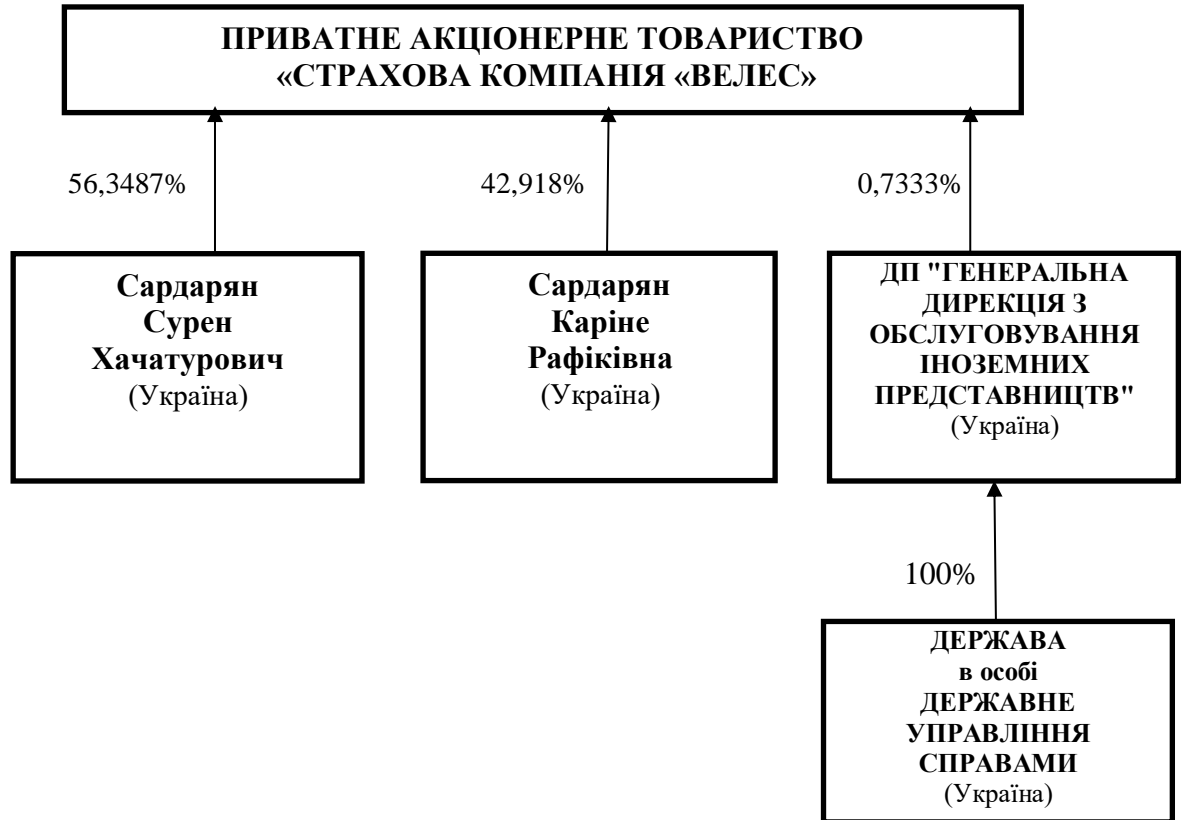 ПРИВАТНЕ АКЦІОНЕРНЕ ТОВАРИСТВО
«СТРАХОВА КОМПАНІЯ «ВЕЛЕС»
56,3487%
42,918%
0,7333%
Сардарян
Сурен
Хачатурович
(Україна)
Сардарян
Каріне
Рафіківна
(Україна)
ДП "ГЕНЕРАЛЬНА
ДИРЕКЦІЯ З
ОБСЛУГОВУВАННЯ
ІНОЗЕМНИХ
ПРЕДСТАВНИЦТВ"
(Україна)
100%
ДЕРЖАВА
в особі
ДЕРЖАВНЕ
УПРАВЛІННЯ
СПРАВАМИ
(Україна)